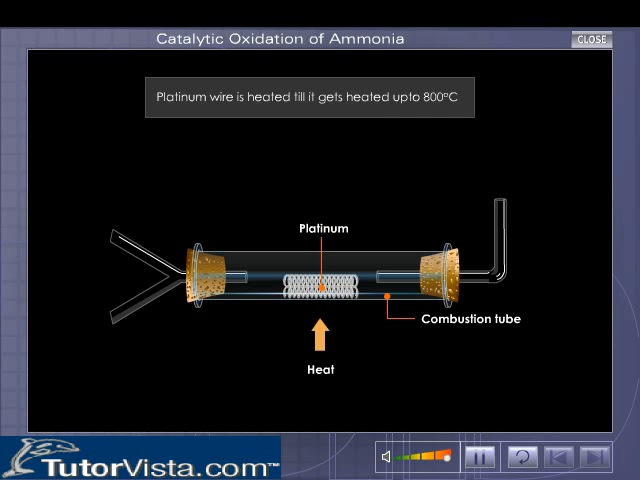 Catalytic Oxidation of Ammonia
CLOSE
Platinum wire is heated till it gets heated upto 800°C
Platinum
Combustion tube
Heat
TutorVista.com™